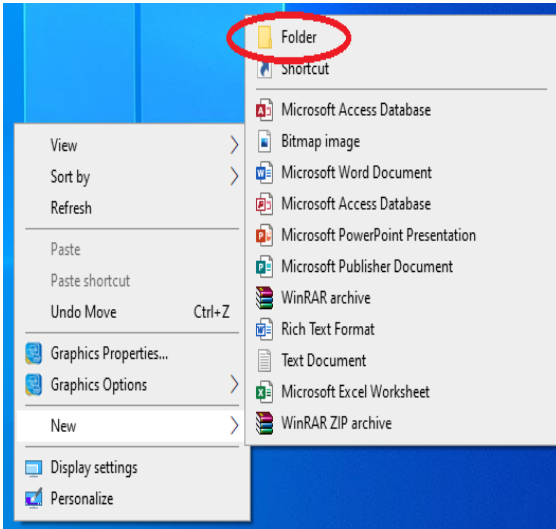 View
Sort by
Refresh
Paste
Paste shortcut
Undo Move Ctrl+Z
Graphics Properties...
Graphics Options
New
Display settings
Personalize
Folder
Shortcut
Microsoft Access Database
Bitmap image
Microsoft Word Document
Microsoft Access Database
Microsoft PowerPoint Presentation
Microsoft Publisher Document
WinRAR archive
Rich Text Format
Text Document
Microsoft Excel Worksheet
WinRAR ZIP archive